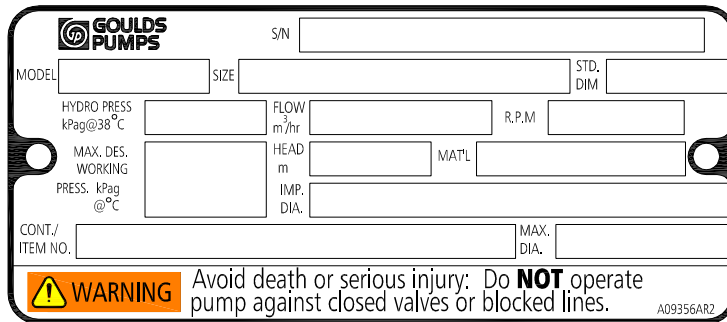 GOULDS PUMPS
S/N
MODEL SIZE STD. DIM
HYDRO PRESS kPag@38°C FLOW m³/hr R.P.M
MAX. DES. WORKING PRESS. kPag @°C HEAD m MAT'L
IMP. DIA.
CONT./ ITEM NO. MAX. DIA.
WARNING
Avoid death or serious injury: Do NOT operate
pump against closed valves or blocked lines.
A09356AR2